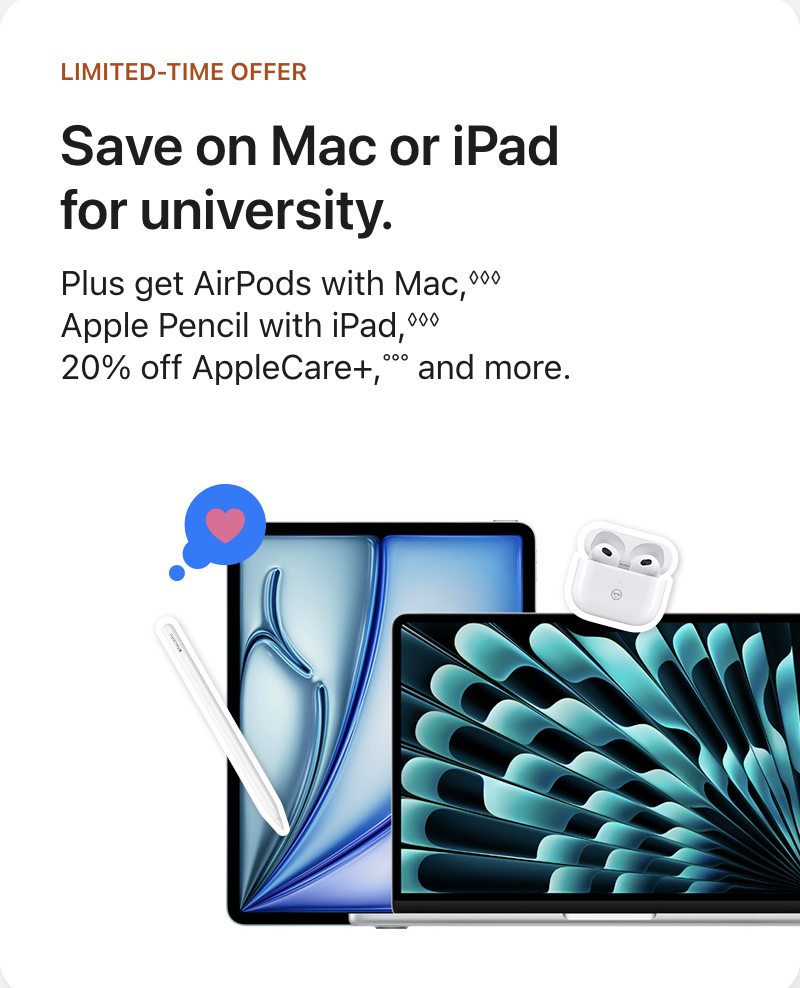 LIMITED-TIME OFFER
Save on Mac or iPad
for university.
Plus get AirPods with Mac,◊◊◊
Apple Pencil with iPad,◊◊◊
20% off AppleCare+,°°° and more.